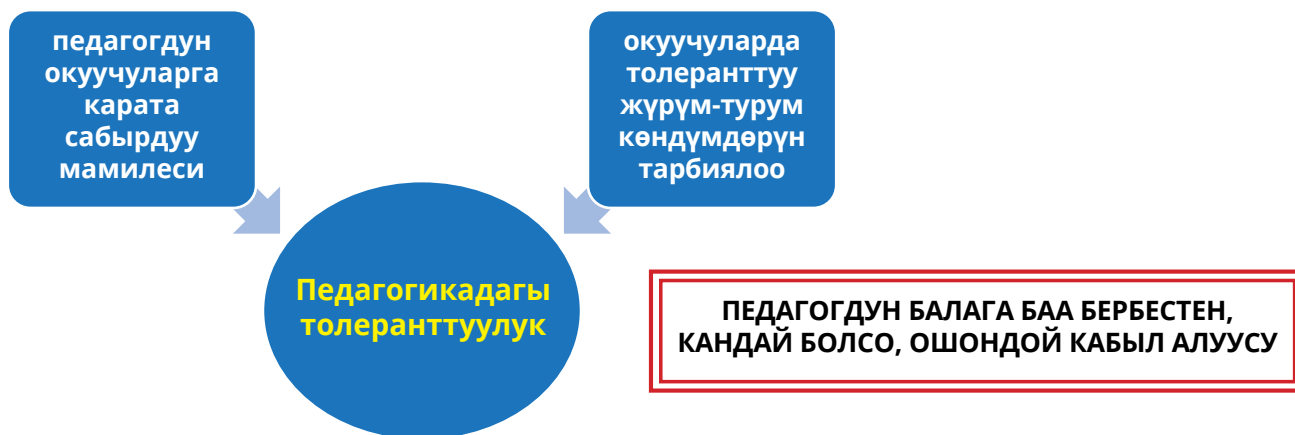 педагогдун
окуучуларга
карата
сабырдуу
мамилеси
окуучуларда
толеранттуу
жүрүм-турум
көндүмдөрүн
тарбиялоо
Педагогикадагы
толеранттуулук
ПЕДАГОГДУН БАЛАГА БАА БЕРБЕСТЕН,
КАНДАЙ БОЛСО, ОШОНДОЙ КАБЫЛ АЛУУСУ